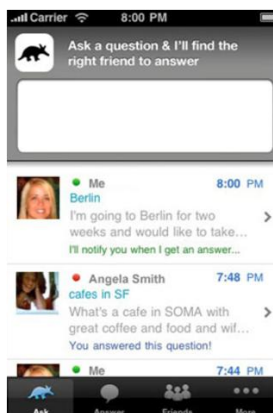 Carrier 8:00 PM
Ask a question & I'll find the
right friend to answer
Me 8:00 PM
Berlin
I'm going to Berlin for two
weeks and would like to take...
I'll notify you when I get an answer...
Angela Smith 7:48 PM
cafes in SF
What's a cafe in SOMA with
great coffee and food and wif...
You answered this question!
Me 7:44 PM
Ask Answer Friends More